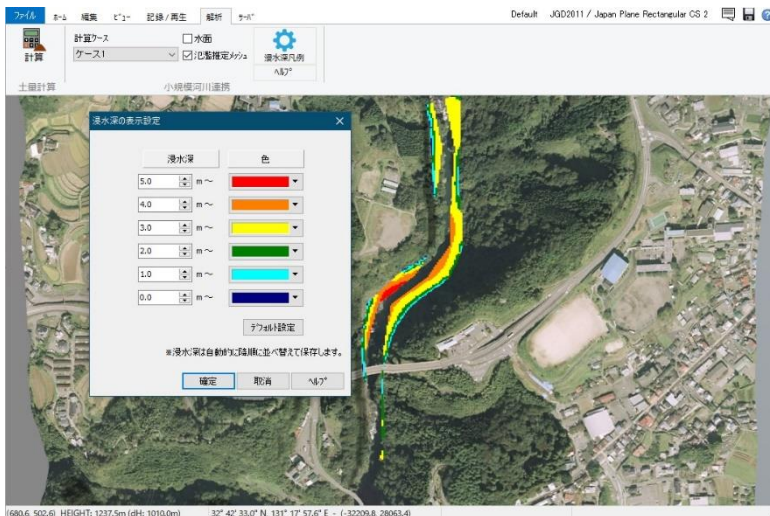 ファイル ホーム 編集 ビュー 記録/再生 解析 サーバ Default JGD2011 / Japan Plane Rectangular CS 2
計算ケース 水面
計算 ケース1 氾濫推定メッシュ 浸水深凡例
ヘルプ
土量計算 小規模河川連携
浸水深の表示設定
浸水深 色
5.0 m～
4.0 m～
3.0 m～
2.0 m～
1.0 m～
0.0 m～
デフォルト設定
※浸水深は自動的に降順に並べ替えて保存します。
確定 取消 ヘルプ
(680.6, 502.6) HEIGHT: 1237.5m (dH: 1010.0m) 32° 42' 33.0" N 131° 17' 57.6" E - (-32209.8, 28063.4)